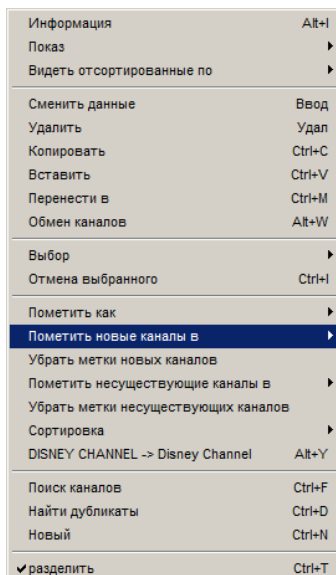 Информация Alt+I
Показ
Видеть отсортированные по
Сменить данные Ввод
Удалить Удал
Копировать Ctrl+C
Вставить Ctrl+V
Перенести в Ctrl+M
Обмен каналов Alt+W
Выбор
Отмена выбранного Ctrl+I
Пометить как
Пометить новые каналы в
Убрать метки новых каналов
Пометить несуществующие каналы в
Убрать метки несуществующих каналов
Сортировка
DISNEY CHANNEL -> Disney Channel Alt+Y
Поиск каналов Ctrl+F
Найти дубликаты Ctrl+D
Новый Ctrl+N
разделить Ctrl+T